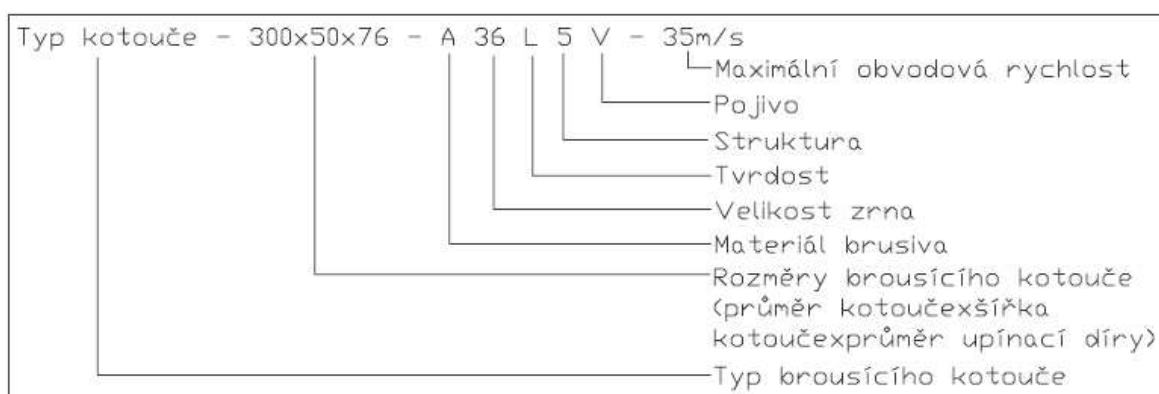 Typ kotouče - 300x50x76 - A 36 L 5 V - 35m/s
Maximální obvodová rychlost
Pojivo
Struktura
Tvrdost
Velikost zrna
Materiál brusiva
Rozměry brousícího kotouče
(průměr kotoučexšířka
kotoučexprůměr upínací díry)
Typ brousícího kotouče